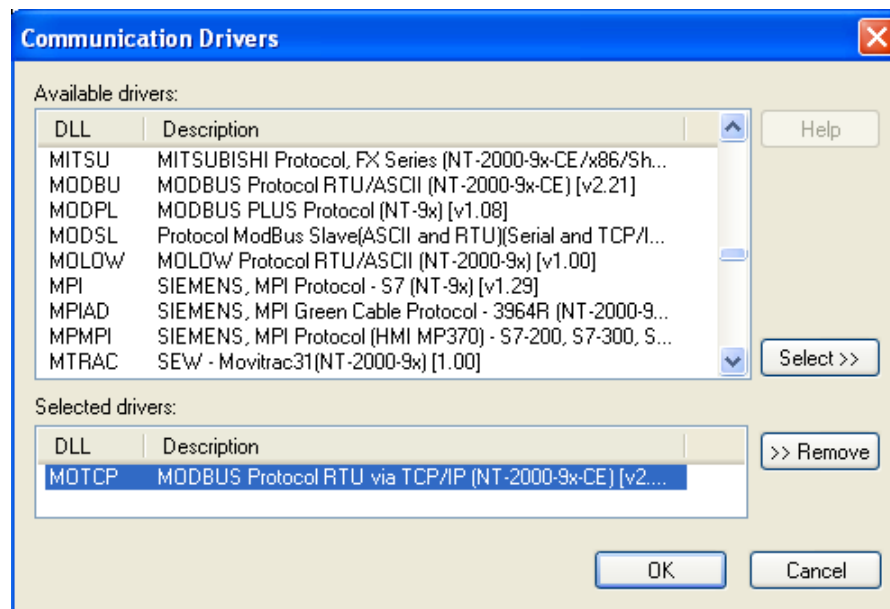 Communication Drivers
Available drivers:
DLL Description
Help
MITSU MITSUBISHI Protocol, FX Series (NT-2000-9x-CE/x86/Sh...
MODBU MODBUS Protocol RTU/ASCII (NT-2000-9x-CE) [v2.21]
MODPL MODBUS PLUS Protocol (NT-9x) [v1.08]
MODSL Protocol ModBus Slave(ASCII and RTU)(Serial and TCP/I...
MOLOW MOLOW Protocol RTU/ASCII (NT-2000-9x) [v1.00]
MPI SIEMENS, MPI Protocol - S7 (NT-9x) [v1.29]
MPIAD SIEMENS, MPI Green Cable Protocol - 3964R (NT-2000-9...
MPMPI SIEMENS, MPI Protocol (HMI MP370) - S7-200, S7-300, S...
MTRAC SEW - Movitrac31(NT-2000-9x) [1.00]
Select >>
Selected drivers:
DLL Description
>> Remove
MOTCP MODBUS Protocol RTU via TCP/IP (NT-2000-9x-CE) [v2....
OK Cancel